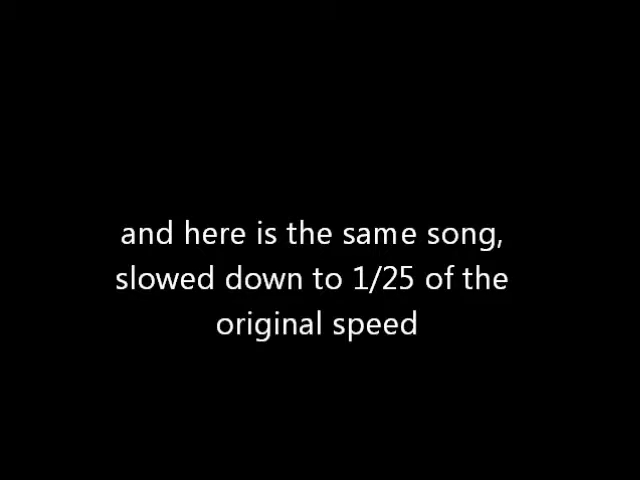 and here is the same song,
slowed down to 1/25 of the
original speed